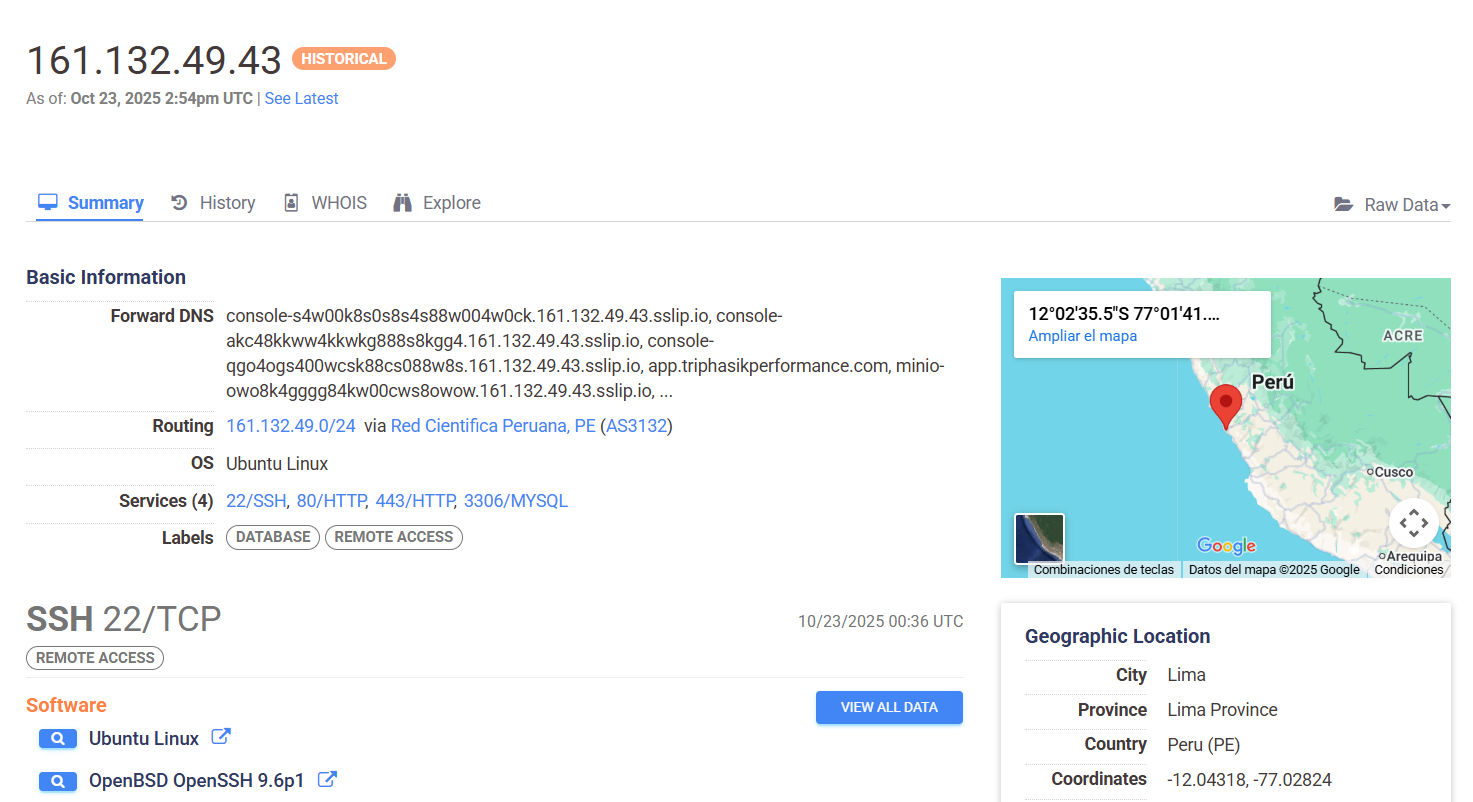 161.132.49.43 HISTORICAL
As of: Oct 23, 2025 2:54pm UTC | See Latest
Summary History WHOIS Explore Raw Data
Basic Information
Forward DNS console-s4w00k8s0s8s4s88w004w0ck.161.132.49.43.sslip.io, console-
akc48kkww4kkwkg888s8kgg4.161.132.49.43.sslip.io, console-
qgo4ogs400wcsk88cs088w8s.161.132.49.43.sslip.io, app.triphasikperformance.com, minio-
owo8k4gggg84kw00cws8owow.161.132.49.43.sslip.io, ...
Routing 161.132.49.0/24 via Red Cientifica Peruana, PE (AS3132)
OS Ubuntu Linux
Services (4) 22/SSH, 80/HTTP, 443/HTTP, 3306/MYSQL
Labels DATABASE REMOTE ACCESS
SSH 22/TCP 10/23/2025 00:36 UTC
REMOTE ACCESS
Software VIEW ALL DATA
Ubuntu Linux
OpenBSD OpenSSH 9.6p1
12°02'35.5"S 77°01'41....
Ampliar el mapa
ACRE
Perú
Cusco
Google
Arequipa
Combinaciones de teclas Datos del mapa ©2025 Google Condiciones
Geographic Location
City Lima
Province Lima Province
Country Peru (PE)
Coordinates -12.04318, -77.02824